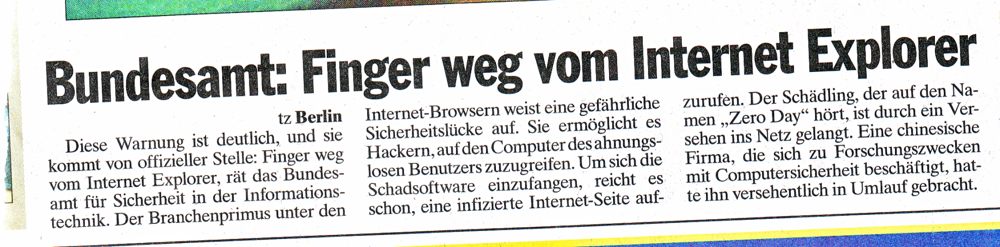 Bundesamt: Finger weg vom Internet Explorer
tz Berlin
Diese Warnung ist deutlich, und sie
kommt von offizieller Stelle: Finger weg
vom Internet Explorer, rät das Bundes-
amt für Sicherheit in der Informations-
technik. Der Branchenprimus unter den
Internet-Browsern weist eine gefährliche
Sicherheitslücke auf. Sie ermöglicht es
Hackern, auf den Computer des ahnungs-
losen Benutzers zuzugreifen. Um sich die
Schadsoftware einzufangen, reicht es
schon, eine infizierte Internet-Seite auf-
zurufen. Der Schädling, der auf den Na-
men „Zero Day“ hört, ist durch ein Ver-
sehen ins Netz gelangt. Eine chinesische
Firma, die sich zu Forschungszwecken
mit Computersicherheit beschäftigt, hat-
te ihn versehentlich in Umlauf gebracht.